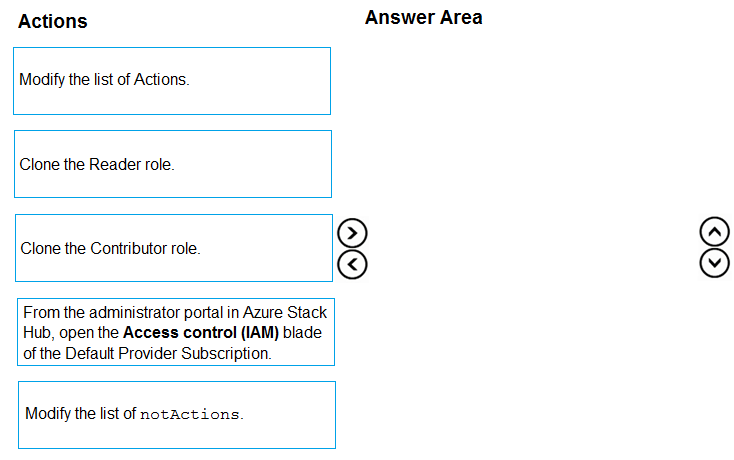 Actions
Answer Area
Modify the list of Actions.
Clone the Reader role.
Clone the Contributor role.
From the administrator portal in Azure Stack
Hub, open the Access control (IAM) blade
of the Default Provider Subscription.
Modify the list of notActions.